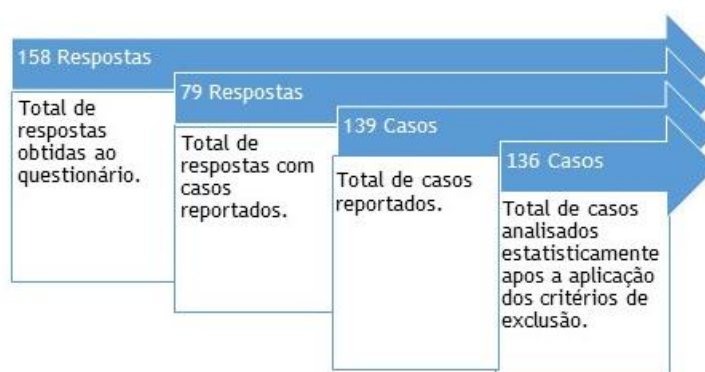 158 Respostas
Total de
respostas
obtidas ao
questionário.
79 Respostas
Total de
respostas com
casos
reportados.
139 Casos
Total de casos
reportados.
136 Casos
Total de casos
analisados
estatisticamente
apos a aplicação
dos critérios de
exclusão.